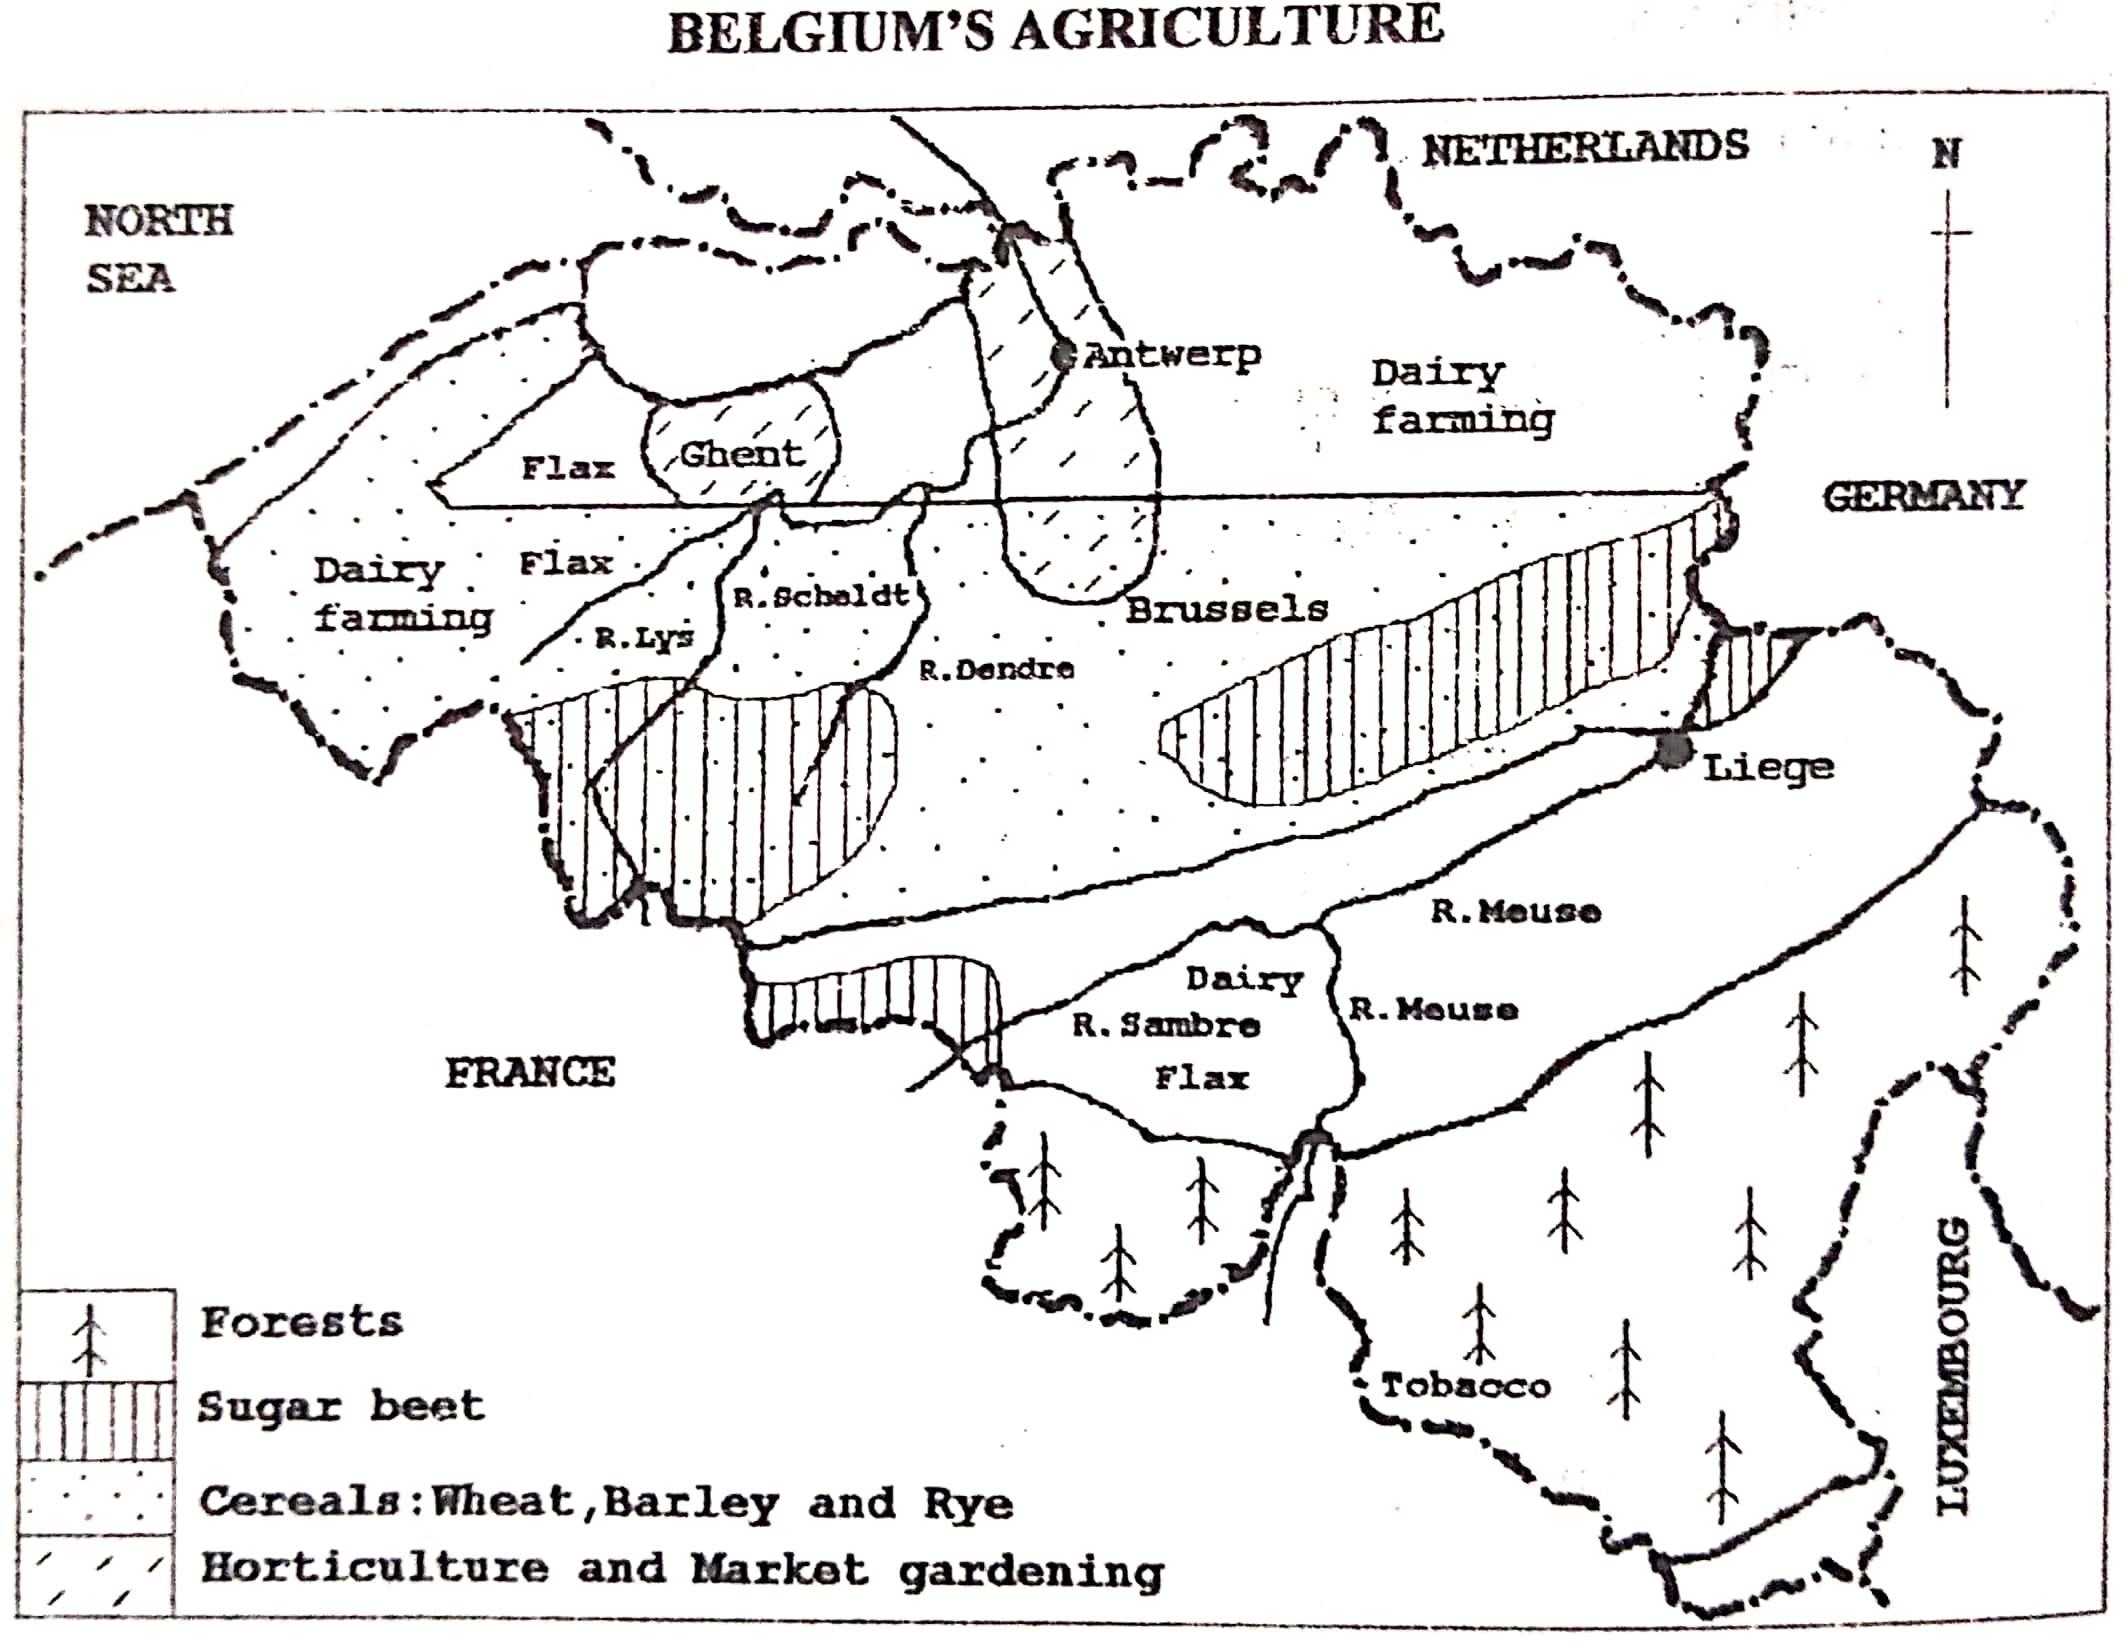 BELGIUM'S AGRICULTURE
NETHERLANDS
N
NORTH
SEA
Antwerp
Dairy
farming
Ghent
Flax
GERMANY
Dairy
farming
Flax
R.Schaldt
Brussels
R.Lys
R.Dendre
Liege
R.Meuse
Dairy
R.Sambre
R.Meuse
FRANCE
Flax
LUXEMBOURG
Tobacco
Forests
Sugar beet
Cereals:Wheat,Barley and Rye
Horticulture and Market gardening